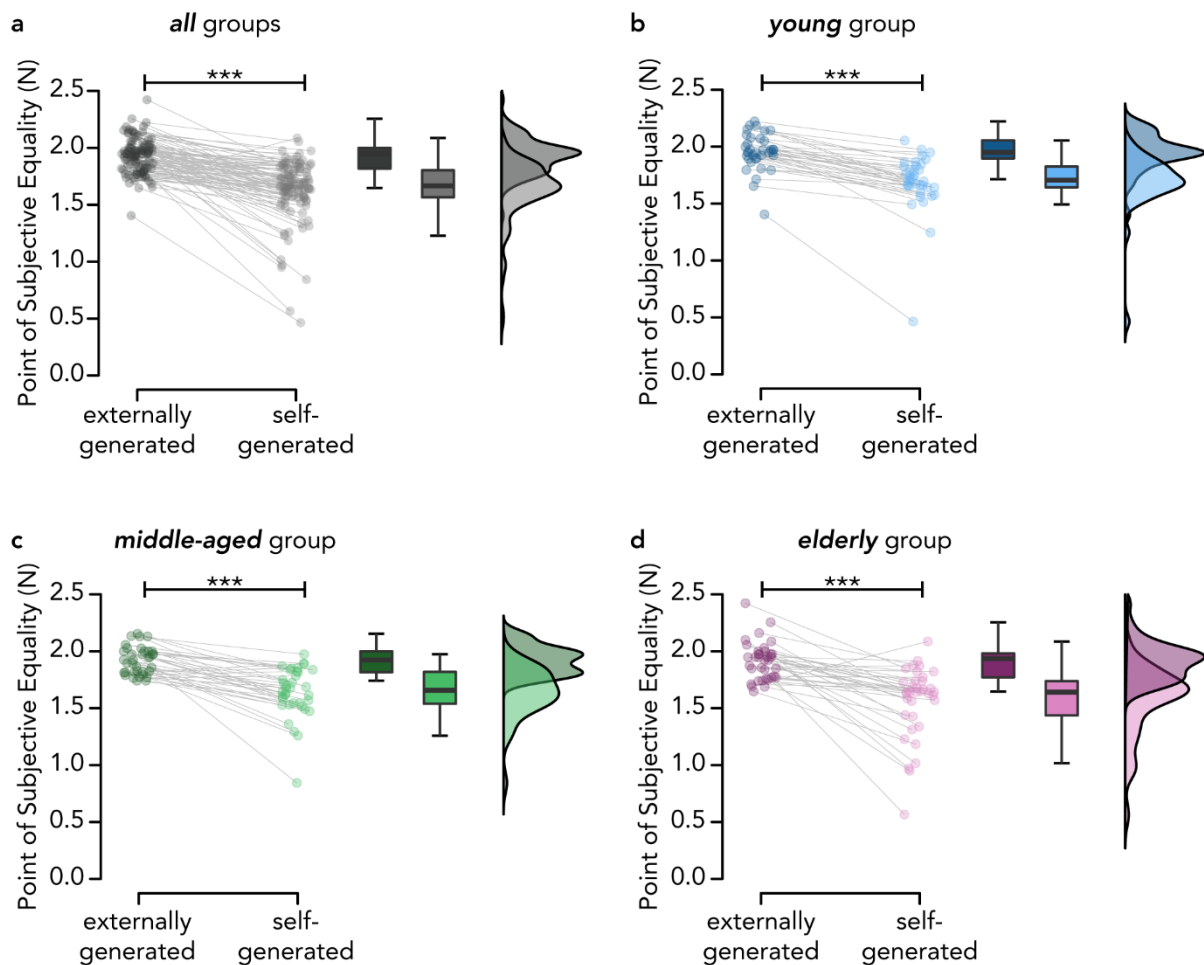 a all groups
***
Point of Subjective Equality (N)
2.5
2.0
1.5
1.0
0.5
0.0
externally
generated
self-
generated
b young group
***
Point of Subjective Equality (N)
2.5
2.0
1.5
1.0
0.5
0.0
externally
generated
self-
generated
c middle-aged group
***
Point of Subjective Equality (N)
2.5
2.0
1.5
1.0
0.5
0.0
externally
generated
self-
generated
d elderly group
***
Point of Subjective Equality (N)
2.5
2.0
1.5
1.0
0.5
0.0
externally
generated
self-
generated